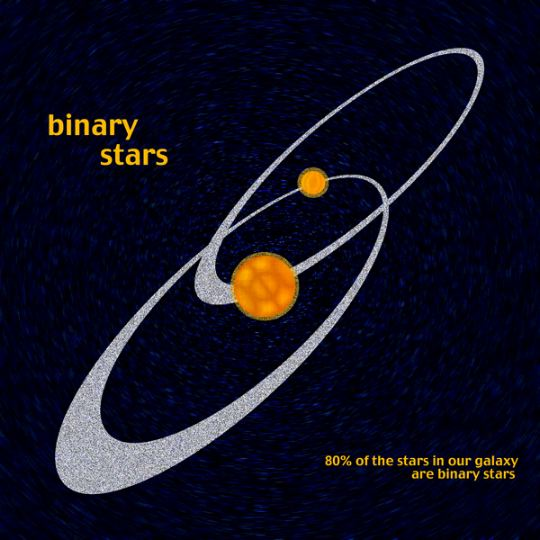 binary
stars
80% of the stars in our galaxy
are binary stars